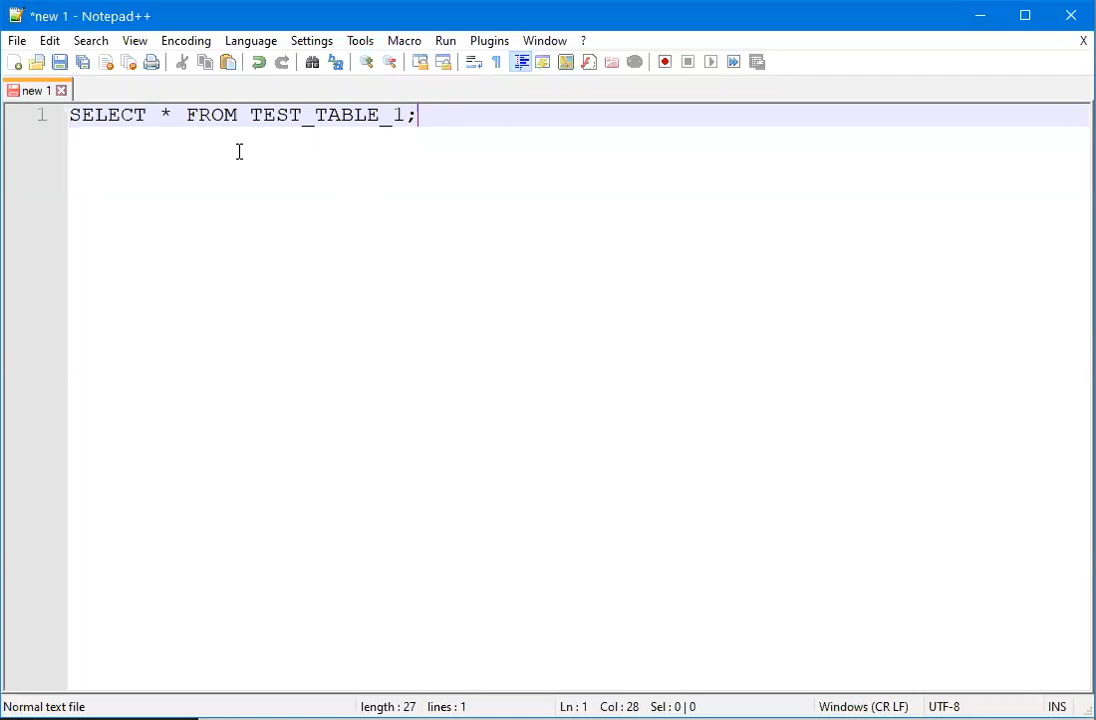 *new 1 - Notepad++
File Edit Search View Encoding Language Settings Tools Macro Run Plugins Window ? X
new 1
1 SELECT * FROM TEST_TABLE_1;
Normal text file length : 27 lines : 1 Ln : 1 Col : 28 Sel : 0 | 0 Windows (CR LF) UTF-8 INS